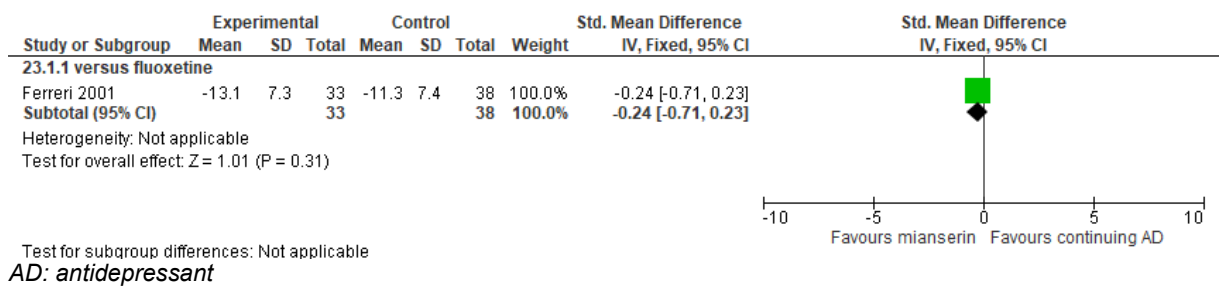 Experimental Control Std. Mean Difference Std. Mean Difference
Study or Subgroup Mean SD Total Mean SD Total Weight IV, Fixed, 95% CI IV, Fixed, 95% CI
23.1.1 versus fluoxetine
Ferreri 2001 -13.1 7.3 33 -11.3 7.4 38 100.0% -0.24 [-0.71, 0.23]
Subtotal (95% CI) 33 38 100.0% -0.24 [-0.71, 0.23]
Heterogeneity: Not applicable
Test for overall effect: Z = 1.01 (P = 0.31)
-10 -5 0 5 10
Favours mianserin Favours continuing AD
Test for subgroup differences: Not applicable
AD: antidepressant